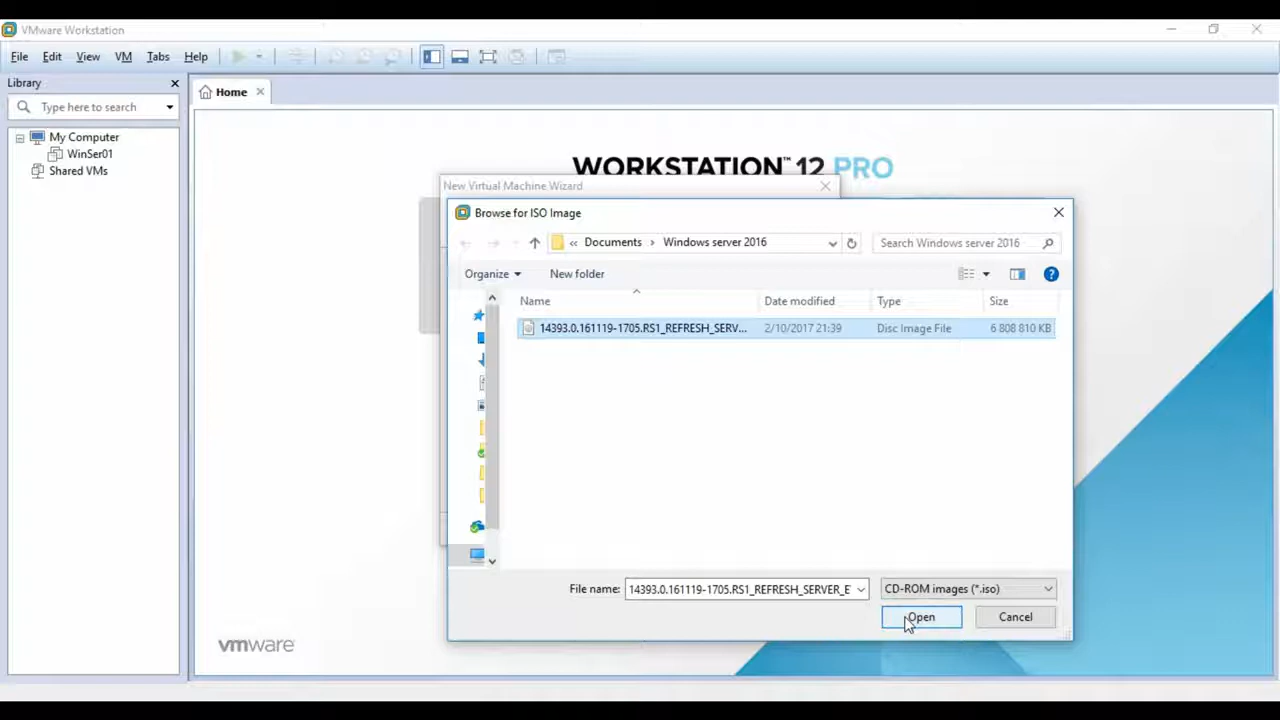 VMware Workstation
File Edit View VM Tabs Help
Library
Type here to search
My Computer
WinSer01
Shared VMs
Home
WORKSTATION™ 12 PRO
New Virtual Machine Wizard
Browse for ISO Image
« Documents > Windows server 2016
Search Windows server 2016
Organize
New folder
Name Date modified Type Size
14393.0.161119-1705.RS1_REFRESH_SERV... 2/10/2017 21:39 Disc Image File 6 808 810 KB
File name: 14393.0.161119-1705.RS1_REFRESH_SERVER_E
CD-ROM images (*.iso)
Open
Cancel
vmware